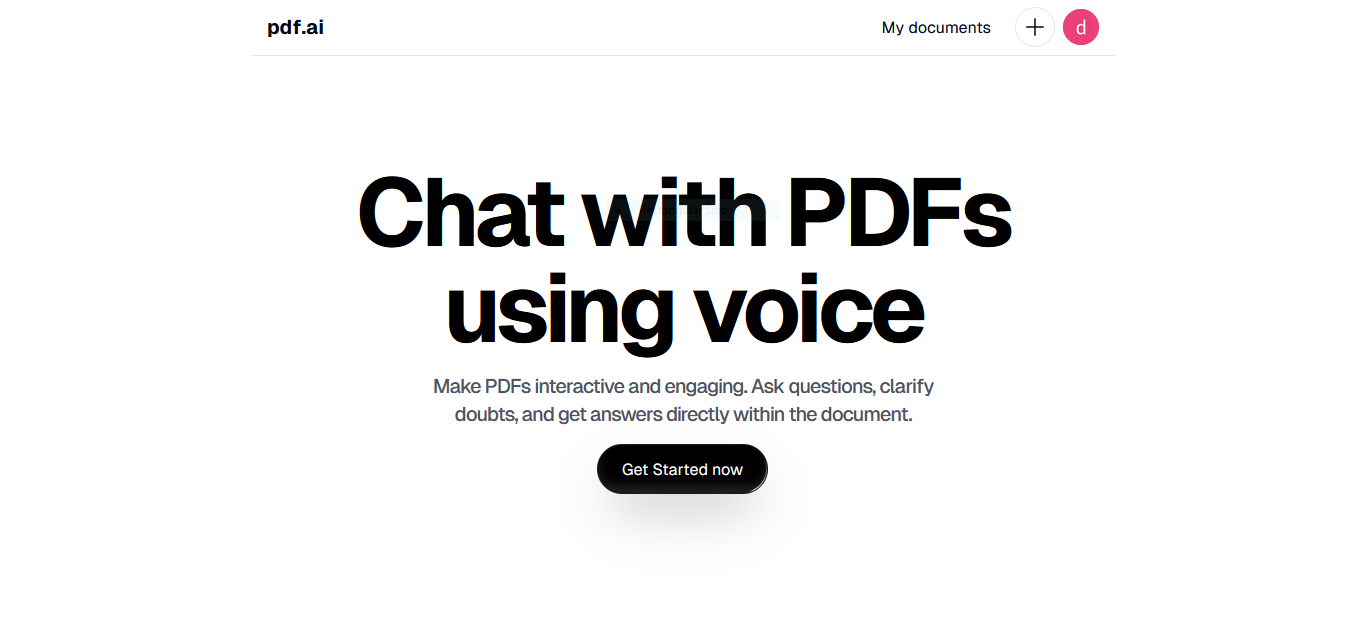 pdf.ai
My documents
d
Chat with PDFs
using voice
Make PDFs interactive and engaging. Ask questions, clarify
doubts, and get answers directly within the document.
Get Started now